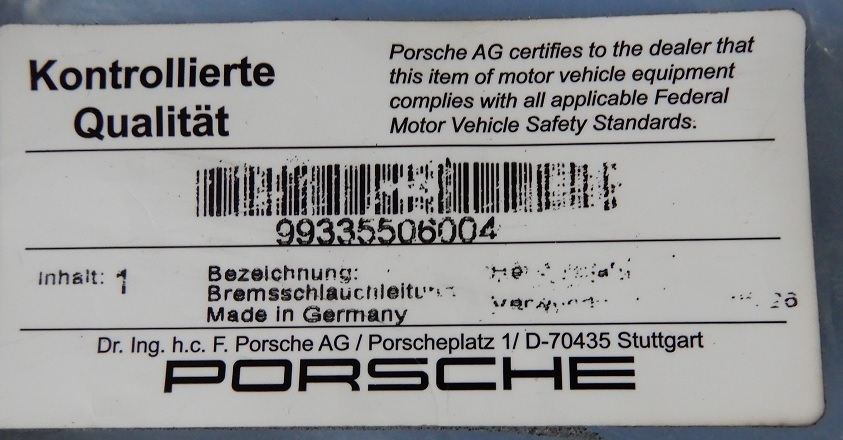 Kontrollierte
Qualität
Porsche AG certifies to the dealer that
this item of motor vehicle equipment
complies with all applicable Federal
Motor Vehicle Safety Standards.
99335506004
Inhalt: 1
Bezeichnung:
Made in Germany
26
Dr. Ing. h.c. F. Porsche AG / Porscheplatz 1/ D-70435 Stuttgart
PORSCHE